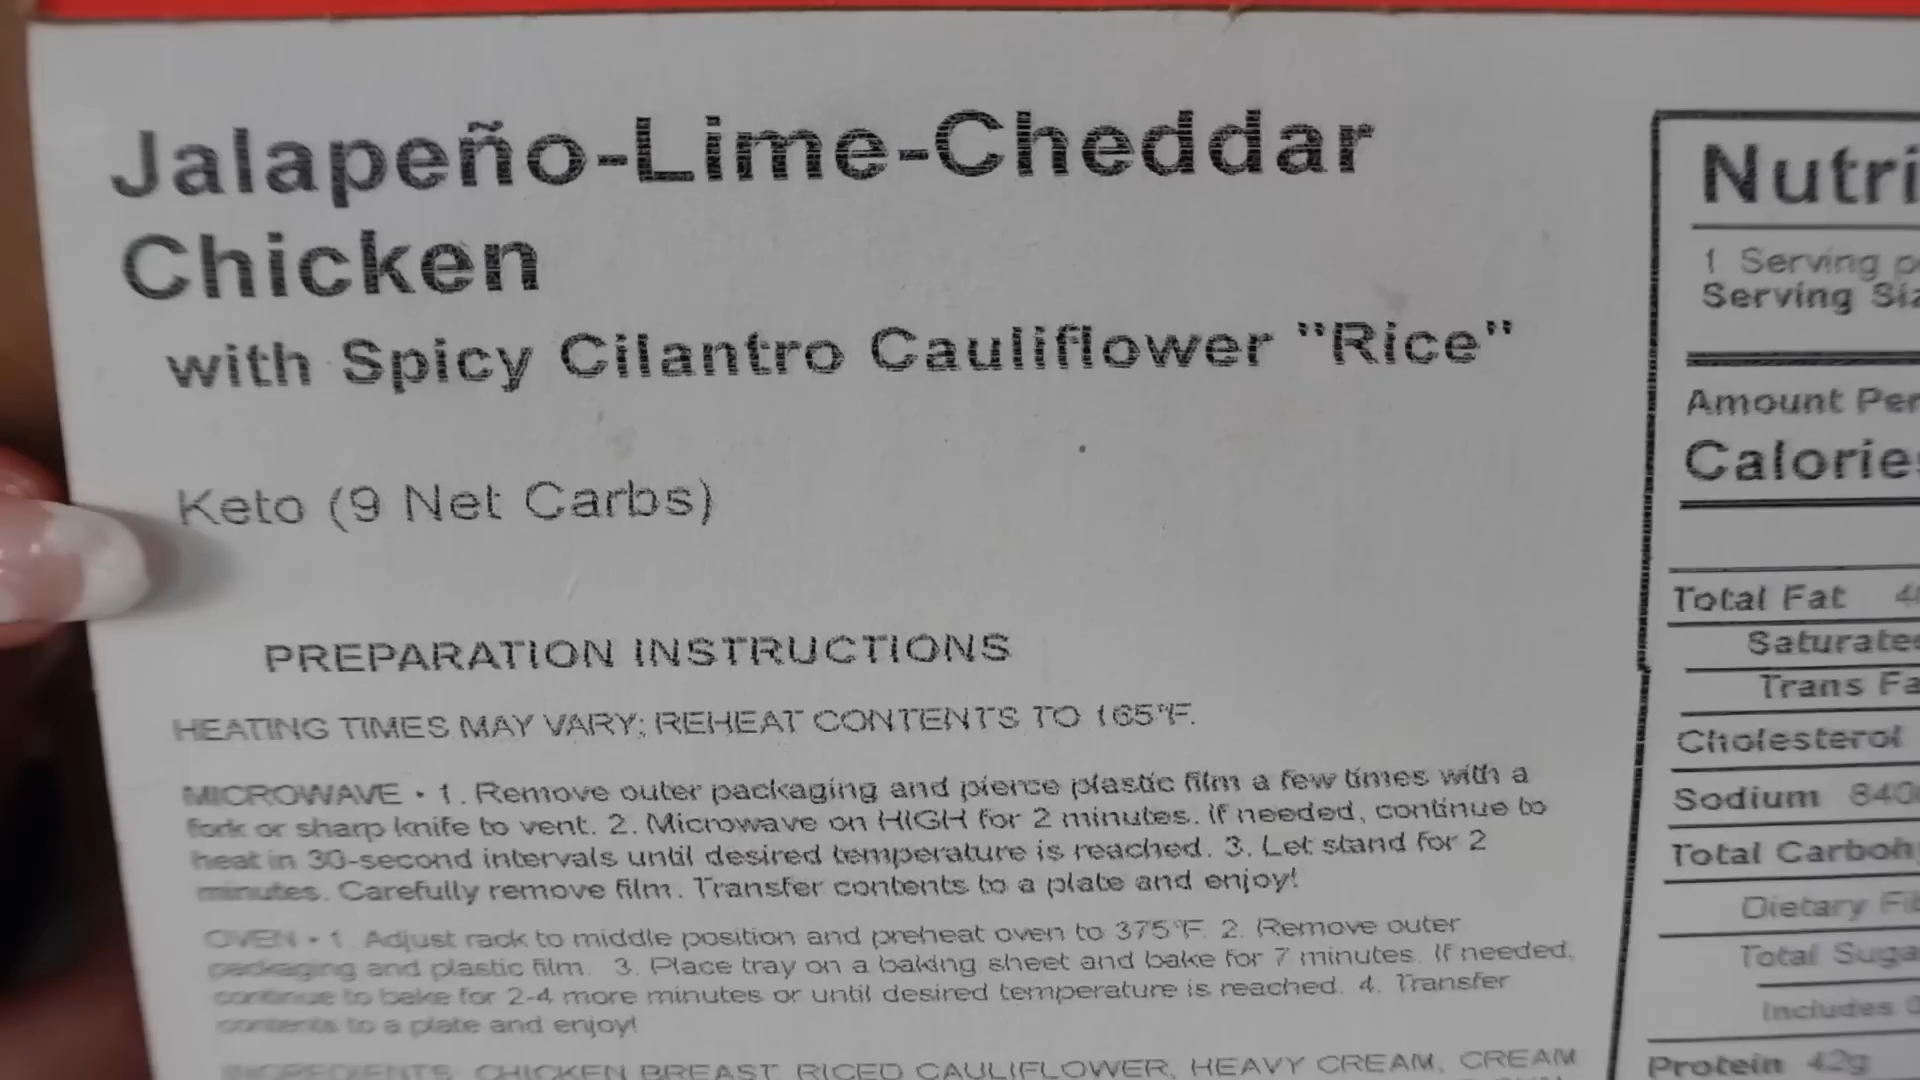 Jalapeño-Lime-Cheddar
Chicken
with Spicy Cilantro Cauliflower "Rice"
Keto (9 Net Carbs)
PREPARATION INSTRUCTIONS
HEATING TIMES MAY VARY; REHEAT CONTENTS TO 165°F.
MICROWAVE • 1. Remove outer packaging and pierce plastic film a few times with a
fork or sharp knife to vent. 2. Microwave on HIGH for 2 minutes. If needed, continue to
heat in 30-second intervals until desired temperature is reached. 3. Let stand for 2
minutes. Carefully remove film. Transfer contents to a plate and enjoy!
OVEN • 1. Adjust rack to middle position and preheat oven to 375°F. 2. Remove outer
packaging and plastic film. 3. Place tray on a baking sheet and bake for 7 minutes. If needed,
continue to bake for 2-4 more minutes or until desired temperature is reached. 4. Transfer
contents to a plate and enjoy!
INGREDIENTS: CHICKEN BREAST, RICED CAULIFLOWER, HEAVY CREAM, CREAM
Nutri
1 Serving p
Serving Siz
Amount Per
Calorie
Total Fat 4
Saturate
Trans Fa
Cholesterol
Sodium 840
Total Carboh
Dietary Fib
Total Suga
Includes 0
Protein 42g